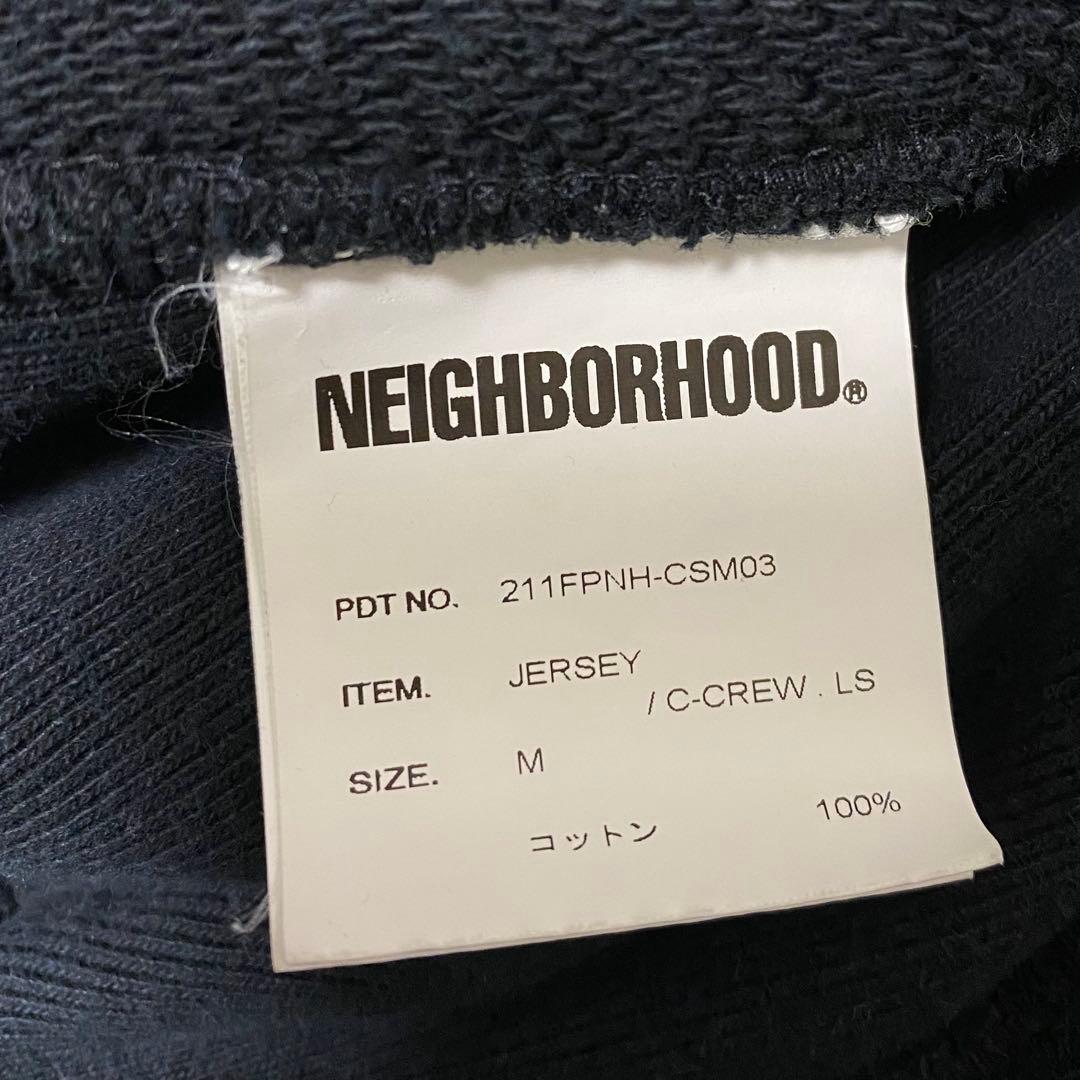 NEIGHBORHOOD®
PDT NO. 211FPNH-CSM03
ITEM. JERSEY
/ C-CREW . LS
SIZE. M
コットン 100%